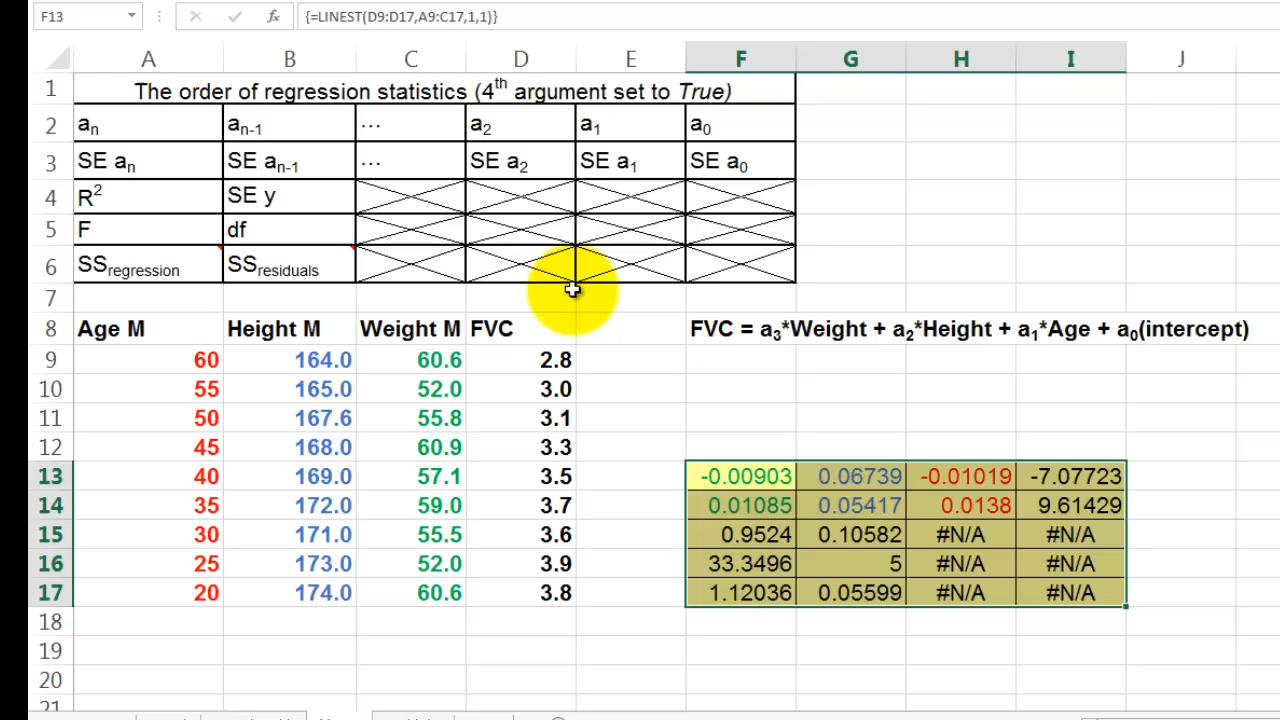 F13 fx {=LINEST(D9:D17,A9:C17,1,1)}
A B C D E F G H I J
1 The order of regression statistics (4th argument set to True)
2 an an-1 ... a2 a1 a0
3 SE an SE an-1 ... SE a2 SE a1 SE a0
4 R2 SE y
5 F df
6 SSregression SSresiduals
7
8 Age M Height M Weight M FVC FVC = a3*Weight + a2*Height + a1*Age + a0(intercept)
9 60 164.0 60.6 2.8
10 55 165.0 52.0 3.0
11 50 167.6 55.8 3.1
12 45 168.0 60.9 3.3
13 40 169.0 57.1 3.5 -0.00903 0.06739 -0.01019 -7.07723
14 35 172.0 59.0 3.7 0.01085 0.05417 0.0138 9.61429
15 30 171.0 55.5 3.6 0.9524 0.10582 #N/A #N/A
16 25 173.0 52.0 3.9 33.3496 5 #N/A #N/A
17 20 174.0 60.6 3.8 1.12036 0.05599 #N/A #N/A
18
19
20
21